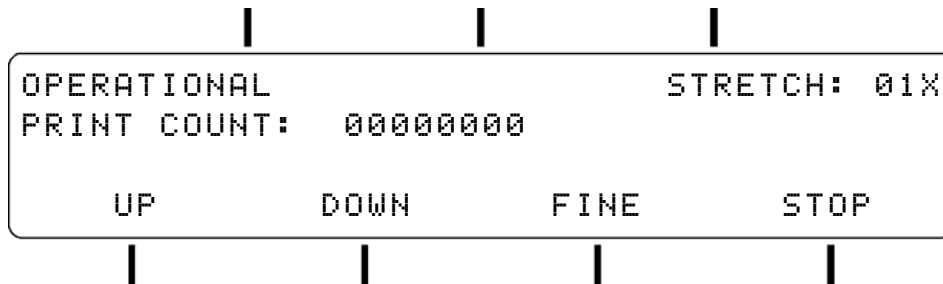 OPERATIONAL STRETCH: 01X
PRINT COUNT: 00000000
UP DOWN FINE STOP